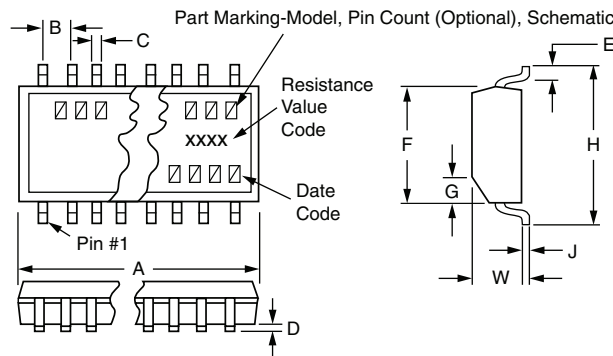 Part Marking-Model, Pin Count (Optional), Schematic
B
C
E
Resistance
Value
Code
XXXX
F
H
G
Date
Code
Pin #1
J
A
W
D